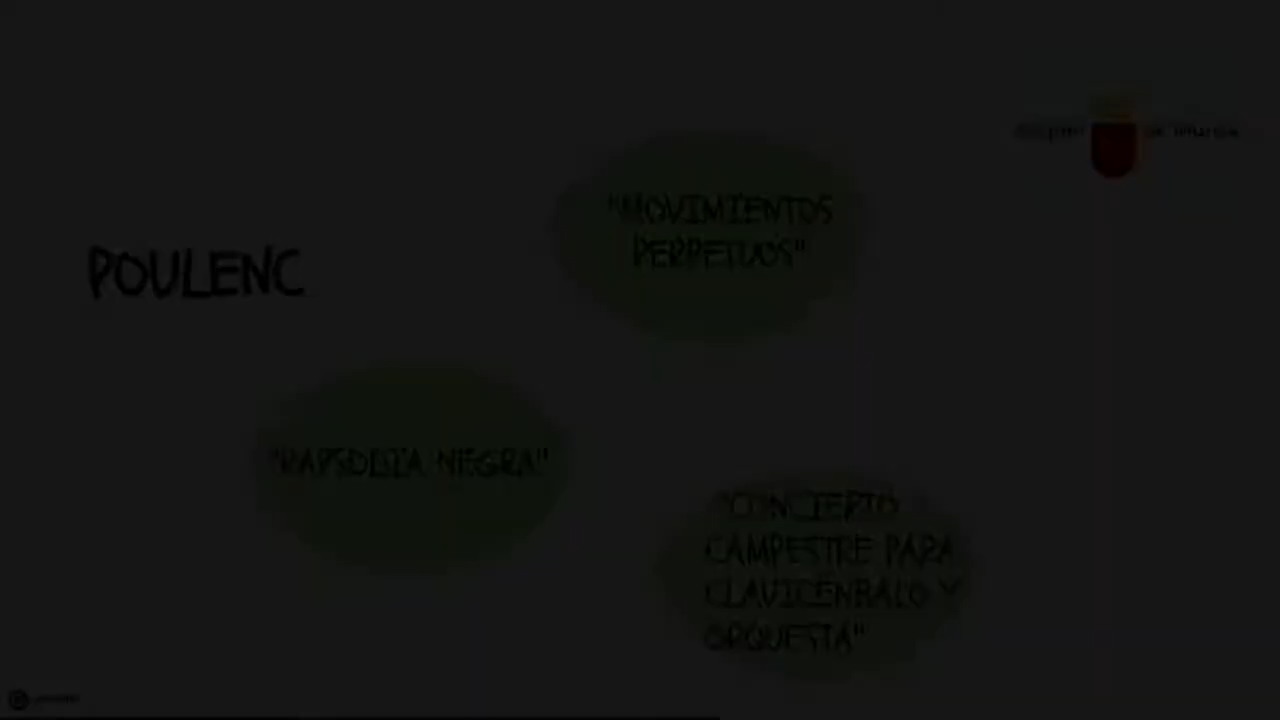 POULENC
"MOVIMIENTOS
PERPETUOS"
"RAPSODIA NEGRA"
"CONCIERTO
CAMPESTRE PARA
CLAVICENBALO Y
ORQUESTA"